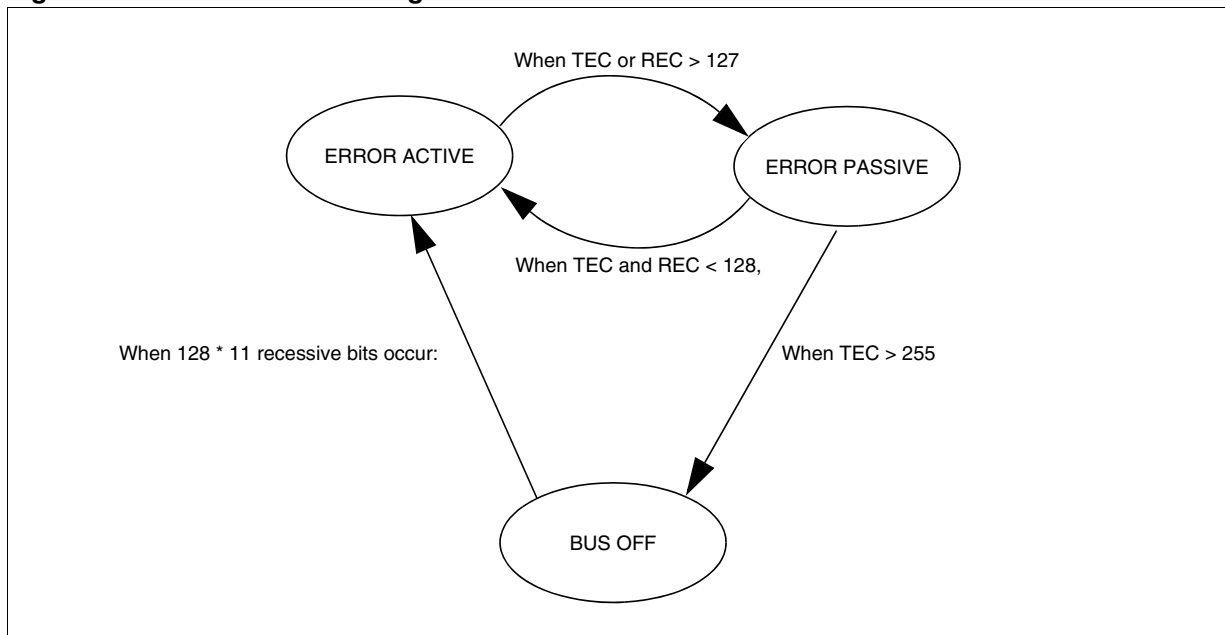 When TEC or REC > 127
ERROR ACTIVE
ERROR PASSIVE
When TEC and REC < 128,
When 128 * 11 recessive bits occur:
When TEC > 255
BUS OFF